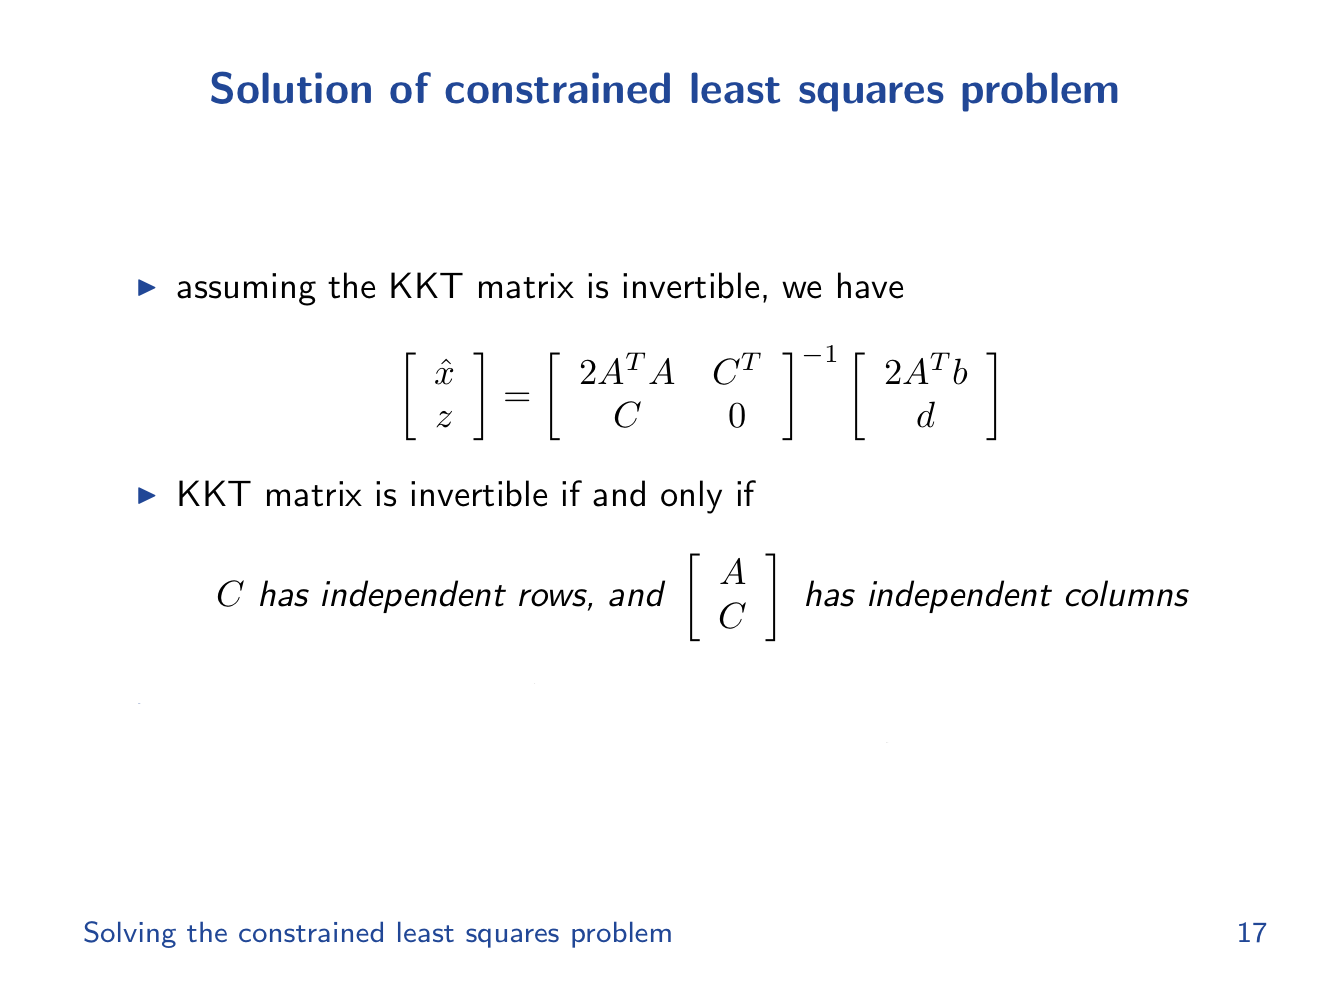 Solution of constrained least squares problem
▶ assuming the KKT matrix is invertible, we have
[ x̂ ; z ] = [ 2AᵀA Cᵀ ; C 0 ]⁻¹ [ 2Aᵀb ; d ]
▶ KKT matrix is invertible if and only if
C has independent rows, and [ A ; C ] has independent columns
Solving the constrained least squares problem 17